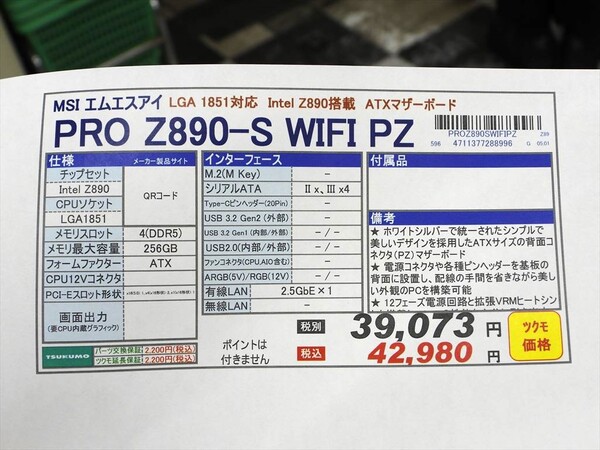 MSI エムエスアイ LGA 1851対応 Intel Z890搭載 ATXマザーボード
PRO Z890-S WIFI PZ
PROZ890SWIFIPZ Z89
596 4711377288996 G 05:01
仕様 メーカー製品サイト
チップセット
Intel Z890
QRコード
CPUソケット
LGA1851
メモリスロット 4(DDR5)
メモリ最大容量 256GB
フォームファクター ATX
CPU12Vコネクタ
PCI-Eスロット形状
画面出力
(要CPU内蔵グラフィック)
インターフェース
M.2(M Key) -
シリアルATA II x、III x4
Type-Cピンヘッダー(20Pin) -
USB 3.2 Gen2 (外部) -
USB 3.2 Gen1 (内部/外部) - / -
USB2.0(内部/外部) - / -
ファンコネクタ(CPU,AIO含む) -
ARGB(5V)/RGB(12V) - / -
有線LAN 2.5GbE×1
無線LAN -
付属品
備考
★ ホワイトシルバーで統一されたシンプルで
美しいデザインを採用したATXサイズの背面コ
ネクタ(PZ)マザーボード
★ 電源コネクタや各種ピンヘッダーを基板の
背面に設置し、配線の手間を省きながら美し
い外観のPCを構築可能
★ 12フェーズ電源回路と拡張VRMヒートシン
TSUKUMO パーツ交換保証 2,200円(税込)
ツクモ延長保証 2,200円(税込)
ポイントは
付きません
税別 39,073 円
税込 42,980 円
ツクモ
価格